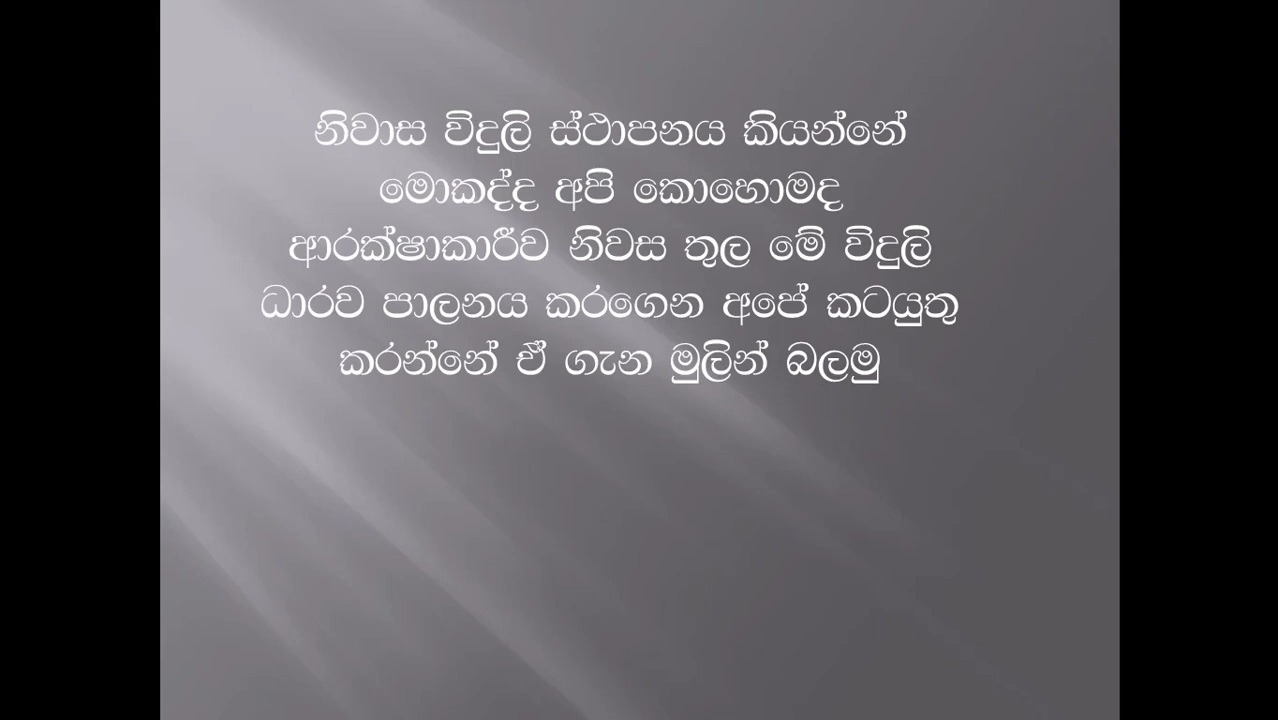 නිවාස විදුලි ස්ථාපනය කියන්නේ
මොකද්ද අපි කොහොමද
ආරක්ෂාකාරීව නිවස තුල මේ විදුලි
ධාරව පාලනය කරගෙන අපේ කටයුතු
කරන්නේ ඒ ගැන මුලින් බලමු